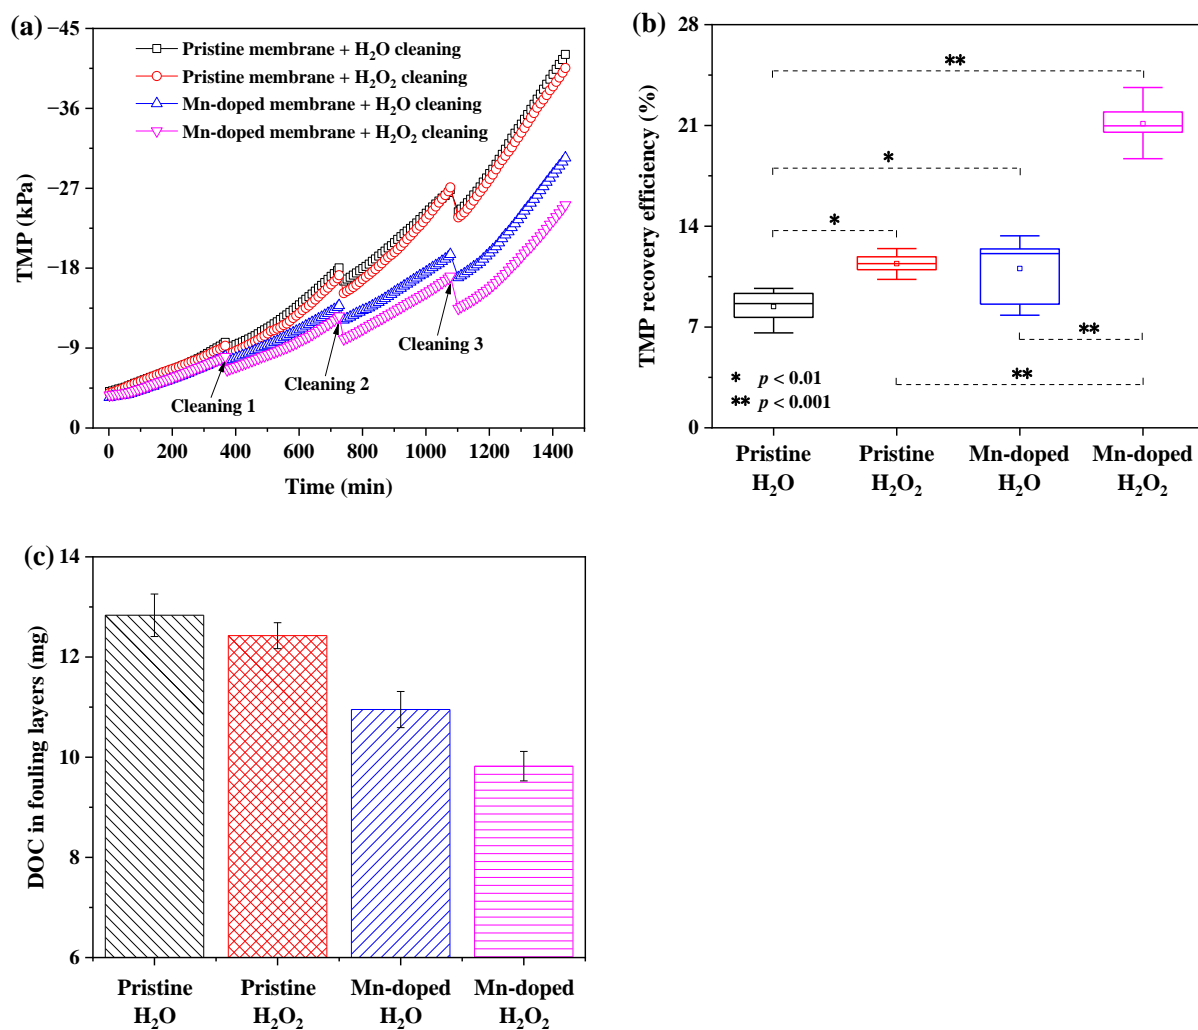 (a)
−45
−36
−27
−18
−9
0
TMP (kPa)
Pristine membrane + H₂O cleaning
Pristine membrane + H₂O₂ cleaning
Mn-doped membrane + H₂O cleaning
Mn-doped membrane + H₂O₂ cleaning
Cleaning 1
Cleaning 2
Cleaning 3
0 200 400 600 800 1000 1200 1400
Time (min)
(b)
28
21
14
7
0
TMP recovery efficiency (%)
**
*
*
**
**
* p < 0.01
** p < 0.001
Pristine Pristine Mn-doped Mn-doped
H₂O H₂O₂ H₂O H₂O₂
(c)
14
12
10
8
6
DOC in fouling layers (mg)
Pristine Pristine Mn-doped Mn-doped
H₂O H₂O₂ H₂O H₂O₂